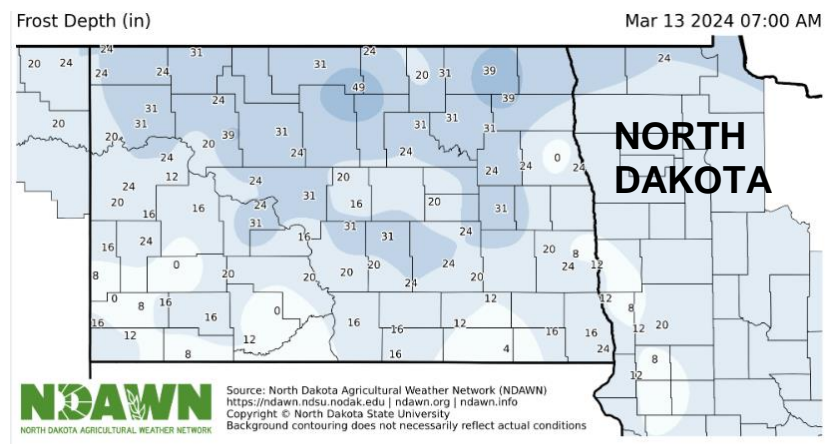 Frost Depth (in)
Mar 13 2024 07:00 AM
24 31 24
20 24 24 24 31 20 31 39 24
49
31 24 39
20 31 31 31 31
20 20 39 31 24 24
24 0
12 24 20 24 24 24
24 31
20 16 16 24 16 20 31
31 31
16 24 16 31 24
0 20 8
8 20 20 20 20 24 24 20 24 12
0 8 16 0 12 12 8
16 16 16 16 12 16 16 12 20
12 12
8 16 4 24 8
12
NORTH
DAKOTA
NDAWN
NORTH DAKOTA AGRICULTURAL WEATHER NETWORK
Source: North Dakota Agricultural Weather Network (NDAWN)
https://ndawn.ndsu.nodak.edu | ndawn.org | ndawn.info
Copyright © North Dakota State University
Background contouring does not necessarily reflect actual conditions